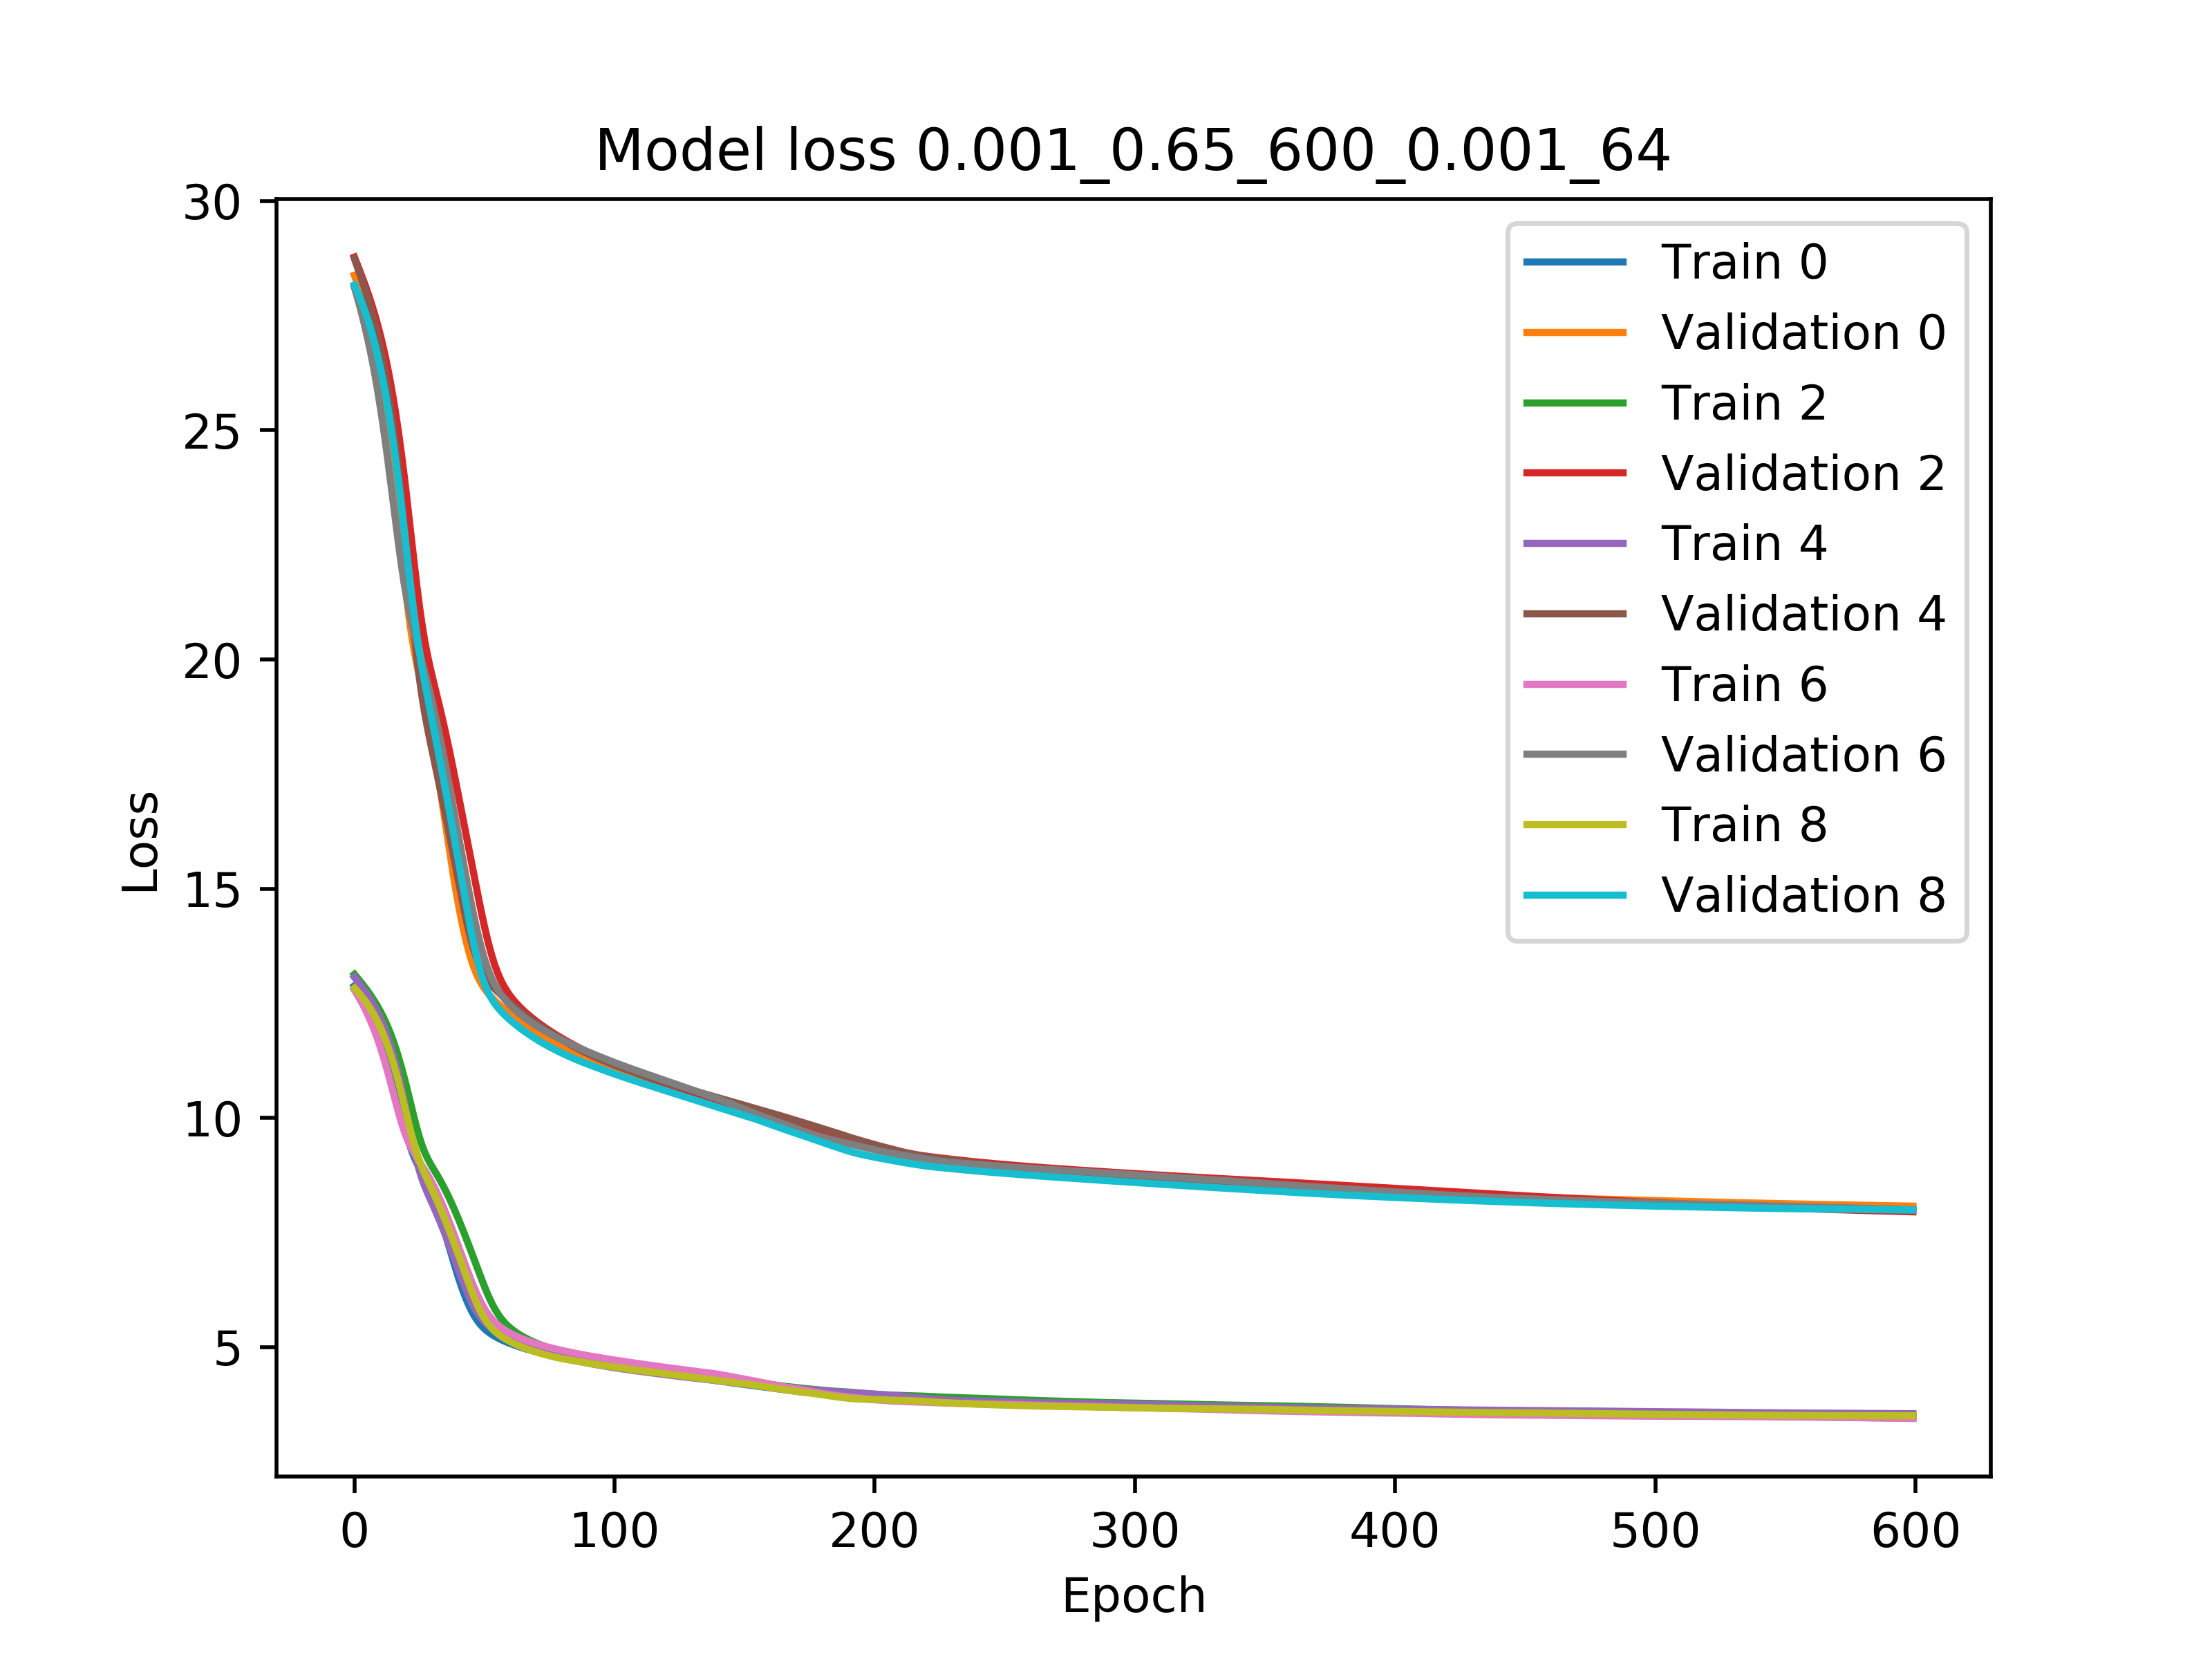 Model loss 0.001_0.65_600_0.001_64
30
25
20
15
10
5
Loss
Train 0
Validation 0
Train 2
Validation 2
Train 4
Validation 4
Train 6
Validation 6
Train 8
Validation 8
0 100 200 300 400 500 600
Epoch